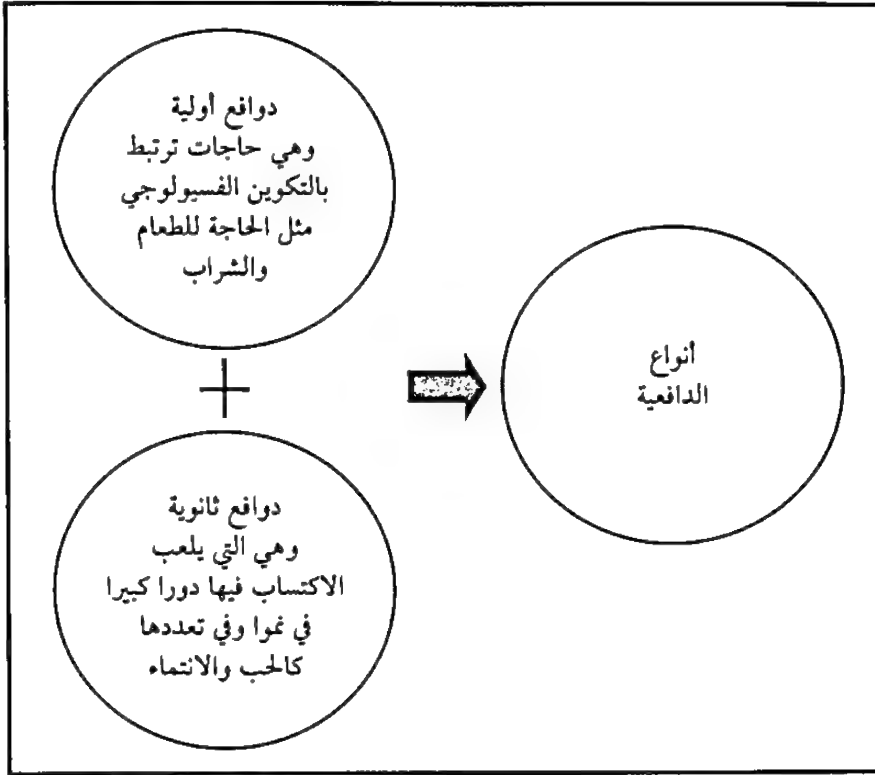 دوافع أولية
وهي حاجات ترتبط
بالتكوين الفسيولوجي
مثل الحاجة للطعام
والشراب
أنواع
الدافعية
دوافع ثانوية
وهي التي يلعب
الاكتساب فيها دورا كبيرا
في نموا وفي تعددها
كالحب والانتماء